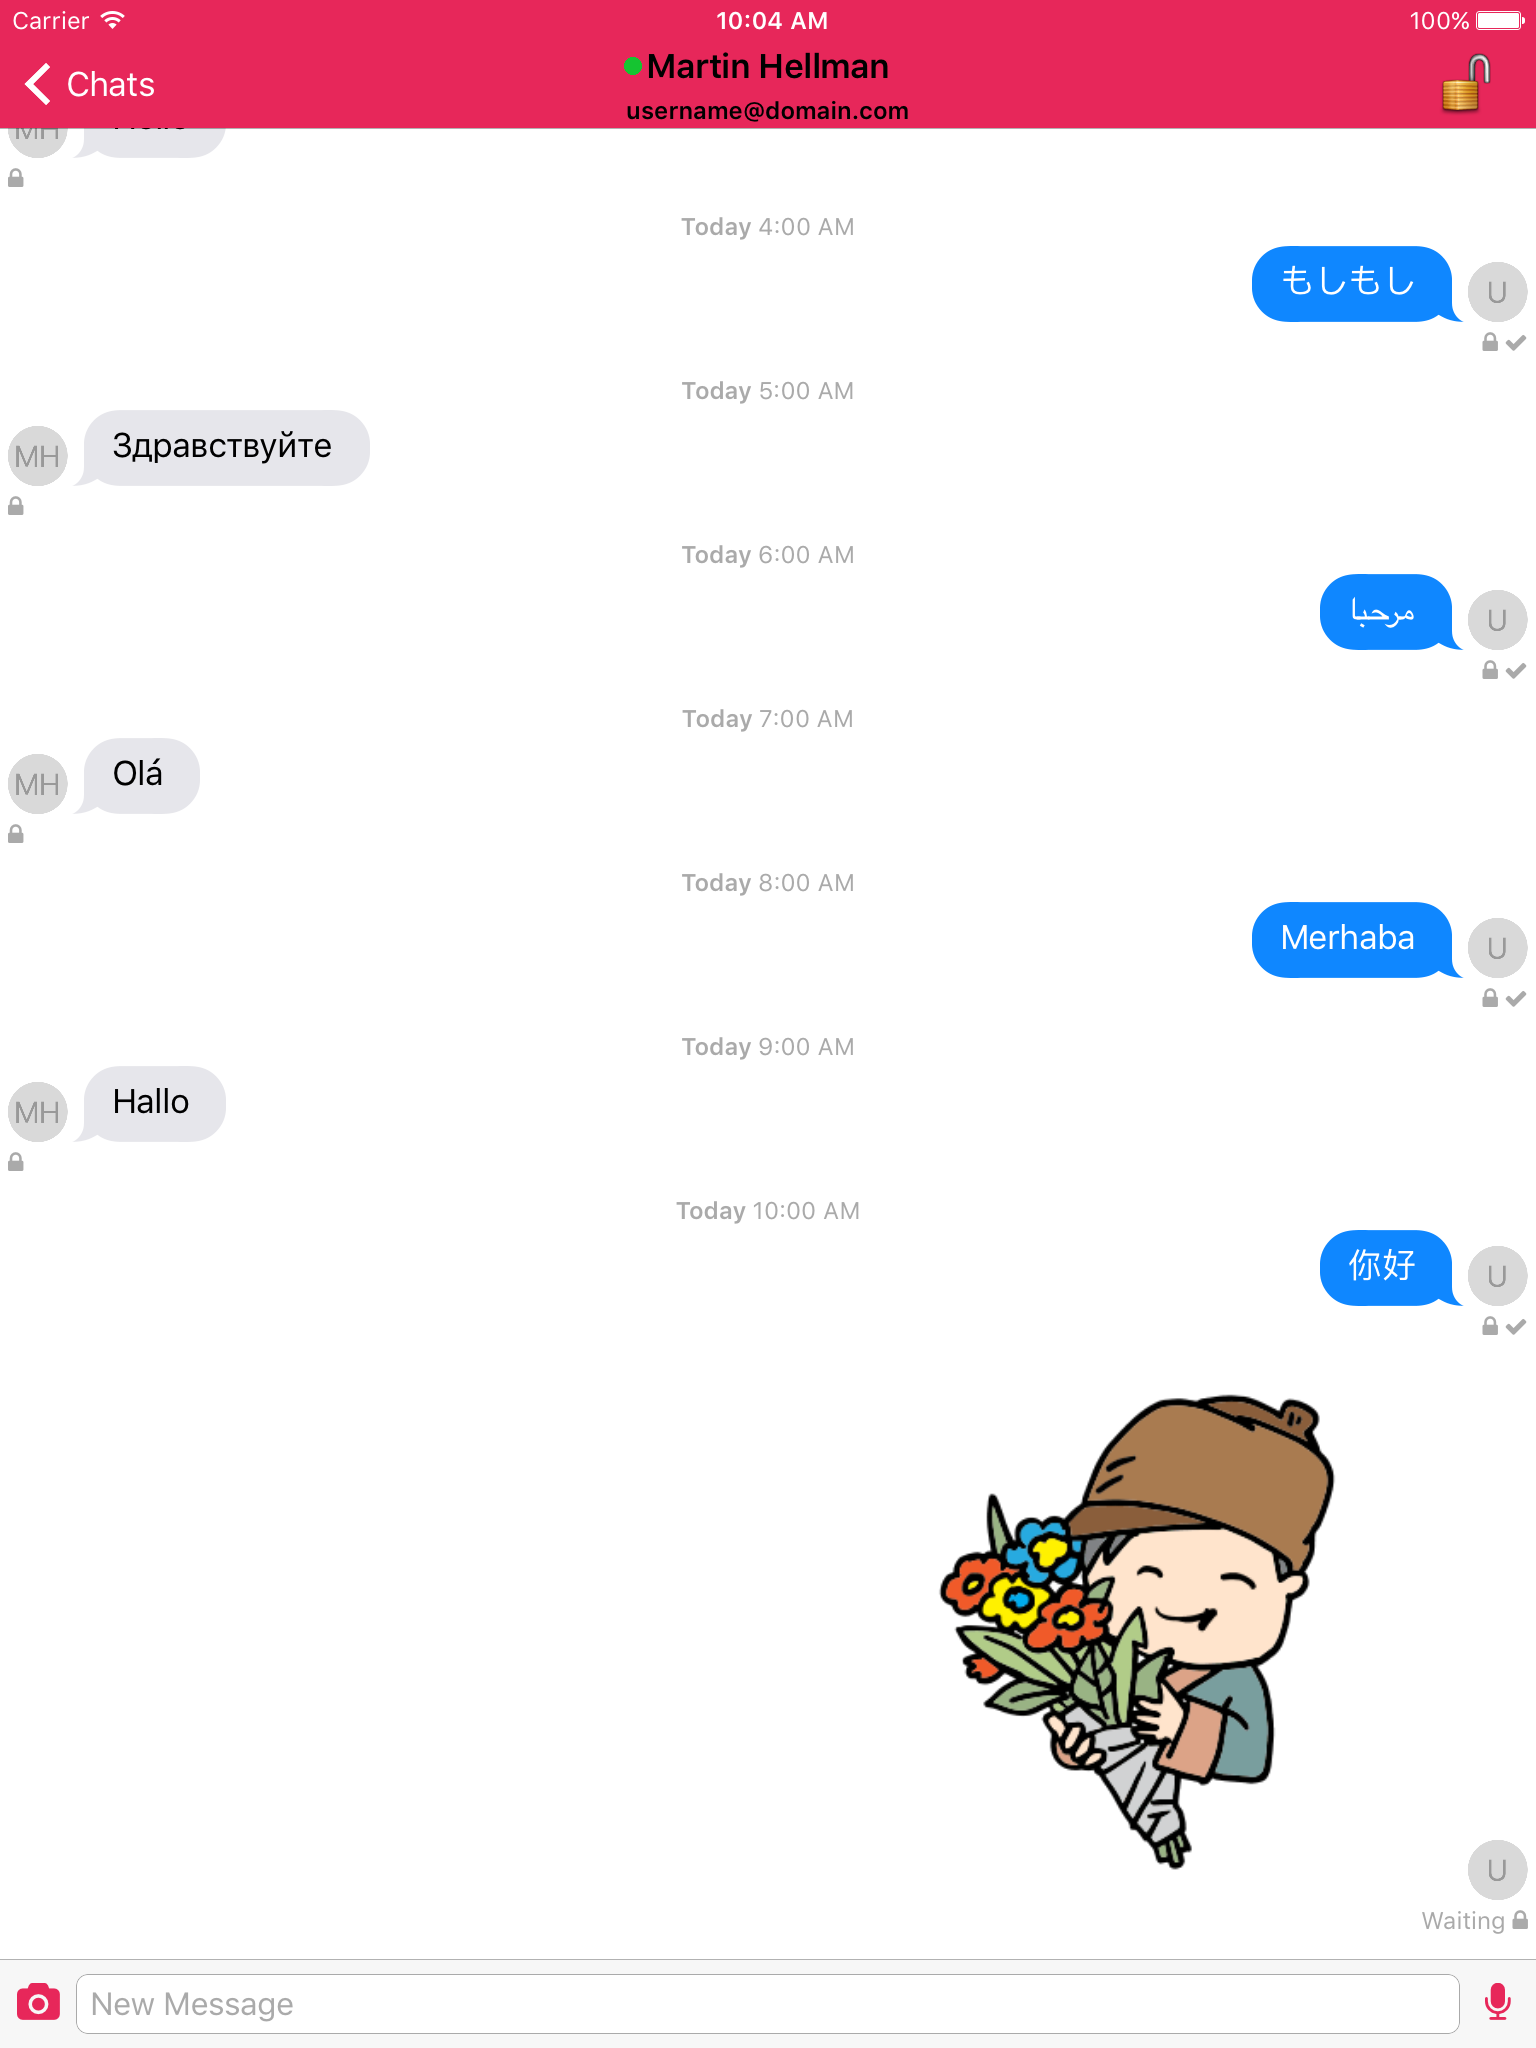 Carrier 10:04 AM 100%
Chats
Martin Hellman
username@domain.com
MH
Today 4:00 AM
もしもし
U
Today 5:00 AM
MH
Здравствуйте
Today 6:00 AM
مرحبا
U
Today 7:00 AM
MH
Olá
Today 8:00 AM
Merhaba
U
Today 9:00 AM
MH
Hallo
Today 10:00 AM
你好
U
U
Waiting
New Message